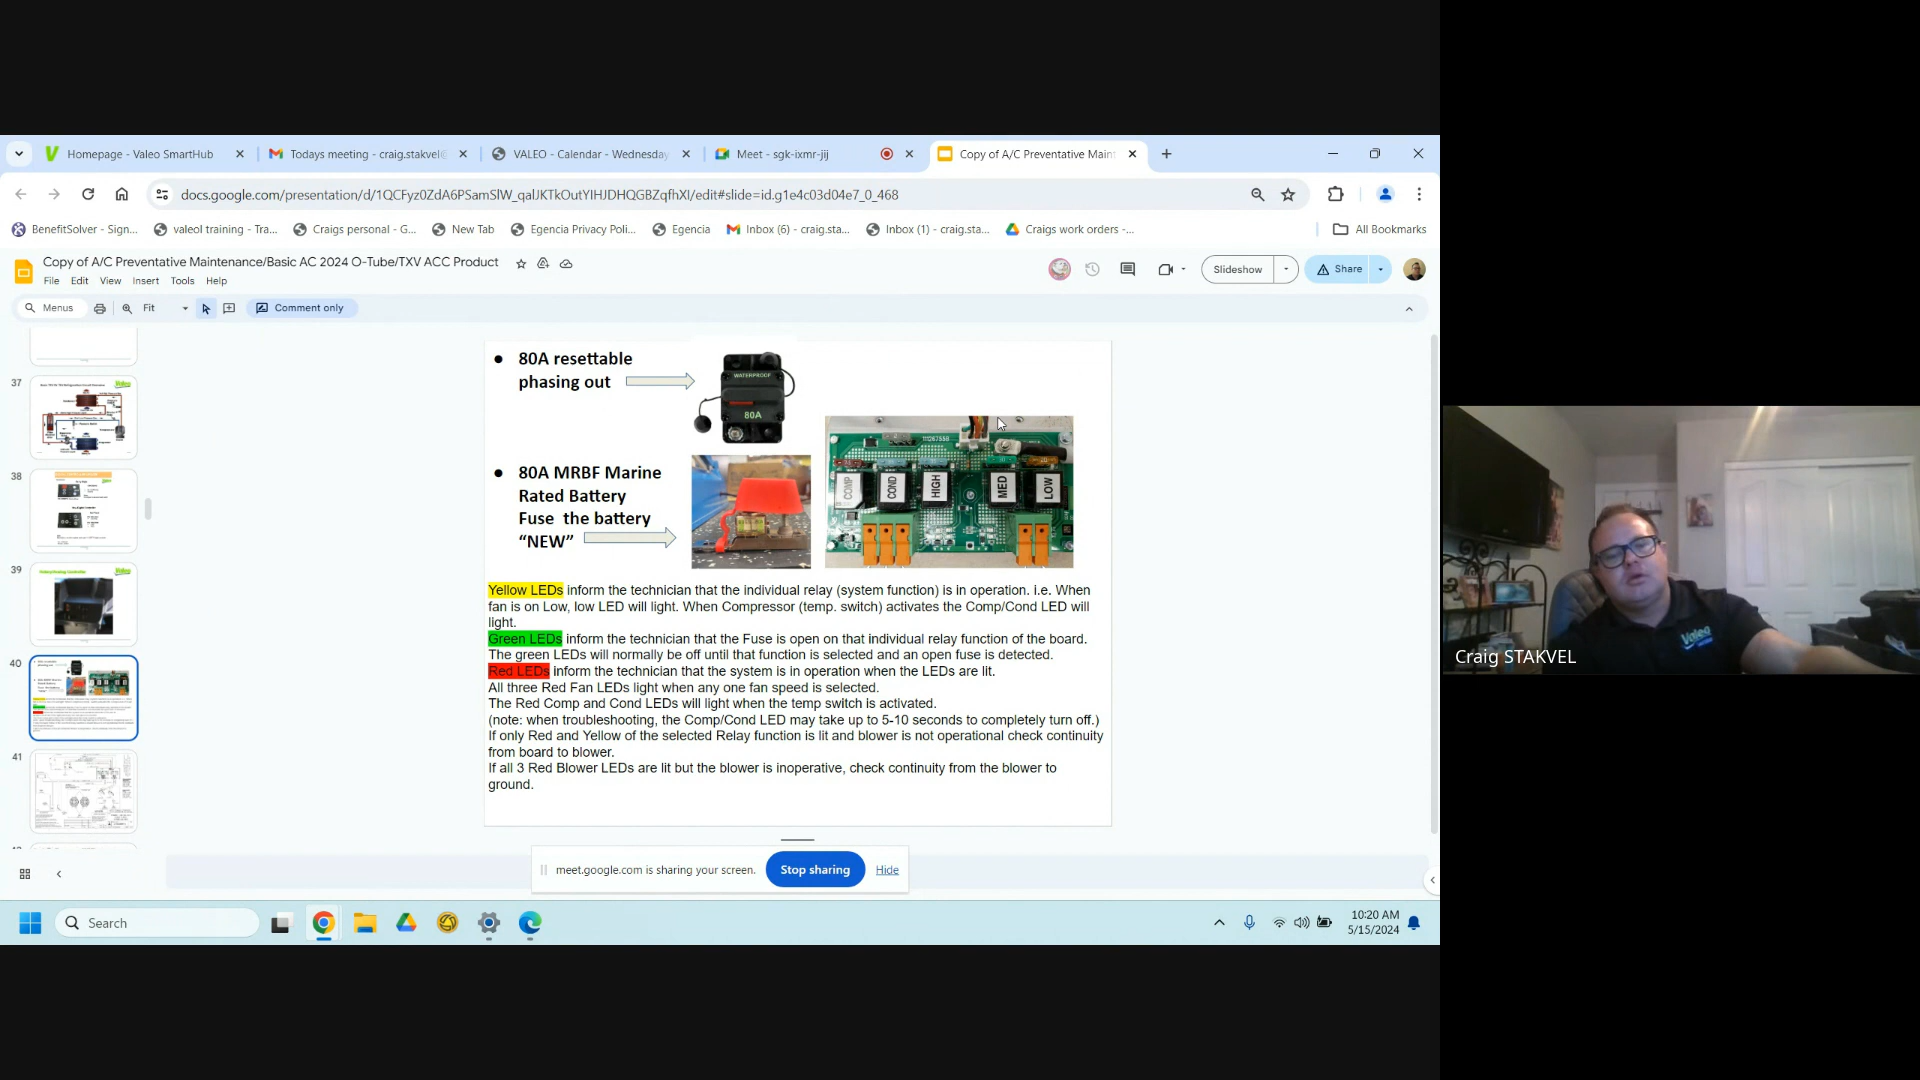 Homepage - Valeo SmartHub
Todays meeting - craig.stakvel@
VALEO - Calendar - Wednesday
Meet - sgk-ixmr-jij
Copy of A/C Preventative Main
docs.google.com/presentation/d/1QCFyz0ZdA6PSamSlW_qalJKTkOutYIHJDHQGBZqfhXI/edit#slide=id.g1e4c03d04e7_0_468
BenefitSolver - Sign...
valeol training - Tra...
Craigs personal - G...
New Tab
Egencia Privacy Poli...
Egencia
Inbox (6) - craig.sta...
Inbox (1) - craig.sta...
Craigs work orders -...
All Bookmarks
Copy of A/C Preventative Maintenance/Basic AC 2024 O-Tube/TXV ACC Product
File Edit View Insert Tools Help
Slideshow
Share
Menus
Fit
Comment only
37
38
39
40
41
● 80A resettable
phasing out
WATERPROOF
80A
● 80A MRBF Marine
Rated Battery
Fuse the battery
“NEW”
111267558
COMP
COND
HIGH
MED
LOW
Yellow LEDs inform the technician that the individual relay (system function) is in operation. i.e. When
fan is on Low, low LED will light. When Compressor (temp. switch) activates the Comp/Cond LED will
light.
Green LEDs inform the technician that the Fuse is open on that individual relay function of the board.
The green LEDs will normally be off until that function is selected and an open fuse is detected.
Red LEDs inform the technician that the system is in operation when the LEDs are lit.
All three Red Fan LEDs light when any one fan speed is selected.
The Red Comp and Cond LEDs will light when the temp switch is activated.
(note: when troubleshooting, the Comp/Cond LED may take up to 5-10 seconds to completely turn off.)
If only Red and Yellow of the selected Relay function is lit and blower is not operational check continuity
from board to blower.
If all 3 Red Blower LEDs are lit but the blower is inoperative, check continuity from the blower to
ground.
meet.google.com is sharing your screen.
Stop sharing
Hide
Search
10:20 AM
5/15/2024
Valeo
Craig STAKVEL